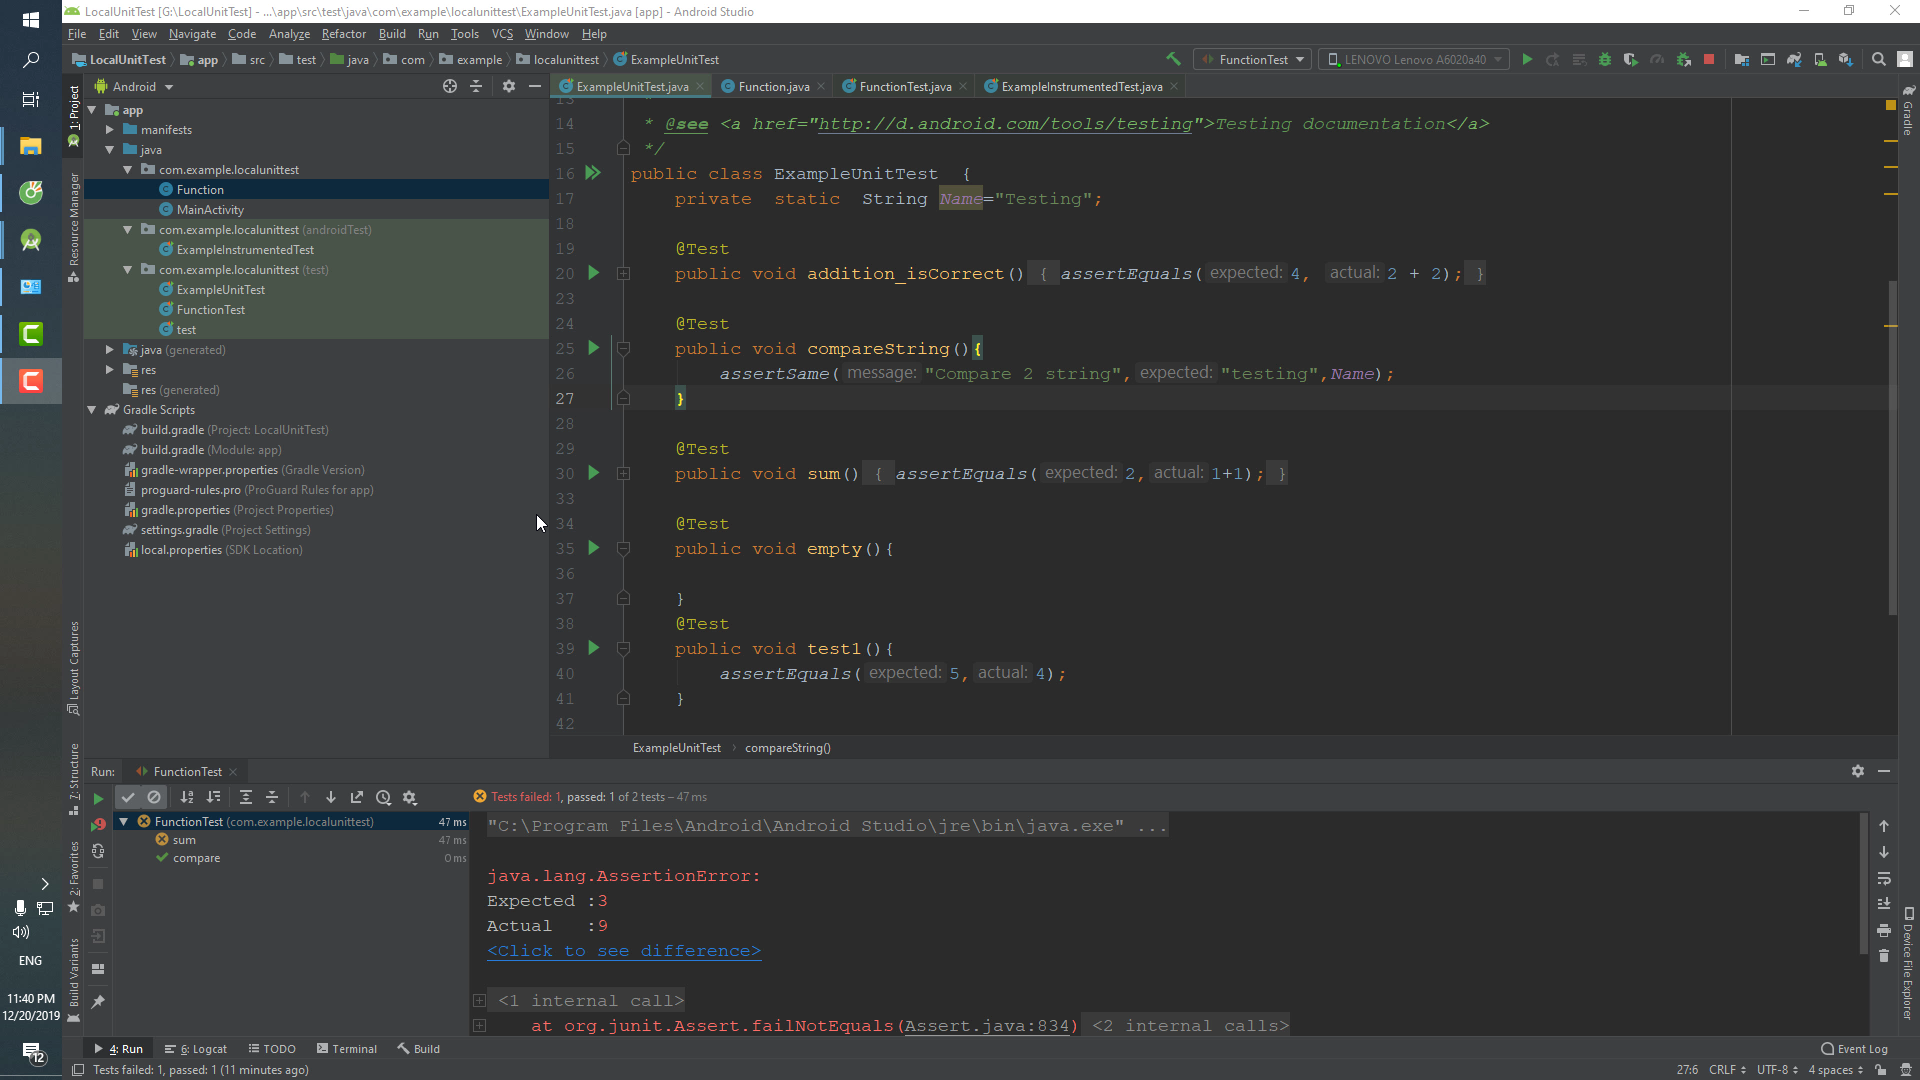 LocalUnitTest [G:\LocalUnitTest] - ...\app\src\test\java\com\example\localunittest\ExampleUnitTest.java [app] - Android Studio
File Edit View Navigate Code Analyze Refactor Build Run Tools VCS Window Help
LocalUnitTest app src test java com example localunittest ExampleUnitTest
FunctionTest LENOVO Lenovo A6020a40
1: Project
Resource Manager
Layout Captures
7: Structure
2: Favorites
Build Variants
Android
app
manifests
java
com.example.localunittest
Function
MainActivity
com.example.localunittest (androidTest)
ExampleInstrumentedTest
com.example.localunittest (test)
ExampleUnitTest
FunctionTest
test
java (generated)
res
res (generated)
Gradle Scripts
build.gradle (Project: LocalUnitTest)
build.gradle (Module: app)
gradle-wrapper.properties (Gradle Version)
proguard-rules.pro (ProGuard Rules for app)
gradle.properties (Project Properties)
settings.gradle (Project Settings)
local.properties (SDK Location)
ExampleUnitTest.java Function.java FunctionTest.java ExampleInstrumentedTest.java
13 *
14 * @see <a href="http://d.android.com/tools/testing">Testing documentation</a>
15 */
16 public class ExampleUnitTest {
17 private static String Name="Testing";
18
19 @Test
20 public void addition_isCorrect() { assertEquals( expected: 4, actual: 2 + 2); }
23
24 @Test
25 public void compareString(){
26 assertSame( message: "Compare 2 string", expected: "testing",Name);
27 }
28
29 @Test
30 public void sum() { assertEquals( expected: 2, actual: 1+1); }
33
34 @Test
35 public void empty(){
36
37 }
38 @Test
39 public void test1(){
40 assertEquals( expected: 5, actual: 4);
41 }
42
ExampleUnitTest › compareString()
Gradle
Device File Explorer
Run: FunctionTest
Tests failed: 1, passed: 1 of 2 tests – 47 ms
FunctionTest (com.example.localunittest) 47 ms
sum 47 ms
compare 0 ms
"C:\Program Files\Android\Android Studio\jre\bin\java.exe" ...
java.lang.AssertionError:
Expected :3
Actual :9
<Click to see difference>
<1 internal call>
at org.junit.Assert.failNotEquals(Assert.java:834) <2 internal calls>
4: Run 6: Logcat TODO Terminal Build Event Log
Tests failed: 1, passed: 1 (11 minutes ago) 27:6 CRLF UTF-8 4 spaces
ENG
11:40 PM
12/20/2019
12